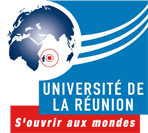 UNIVERSITÉ DE
LA RÉUNION
S'ouvrir aux mondes